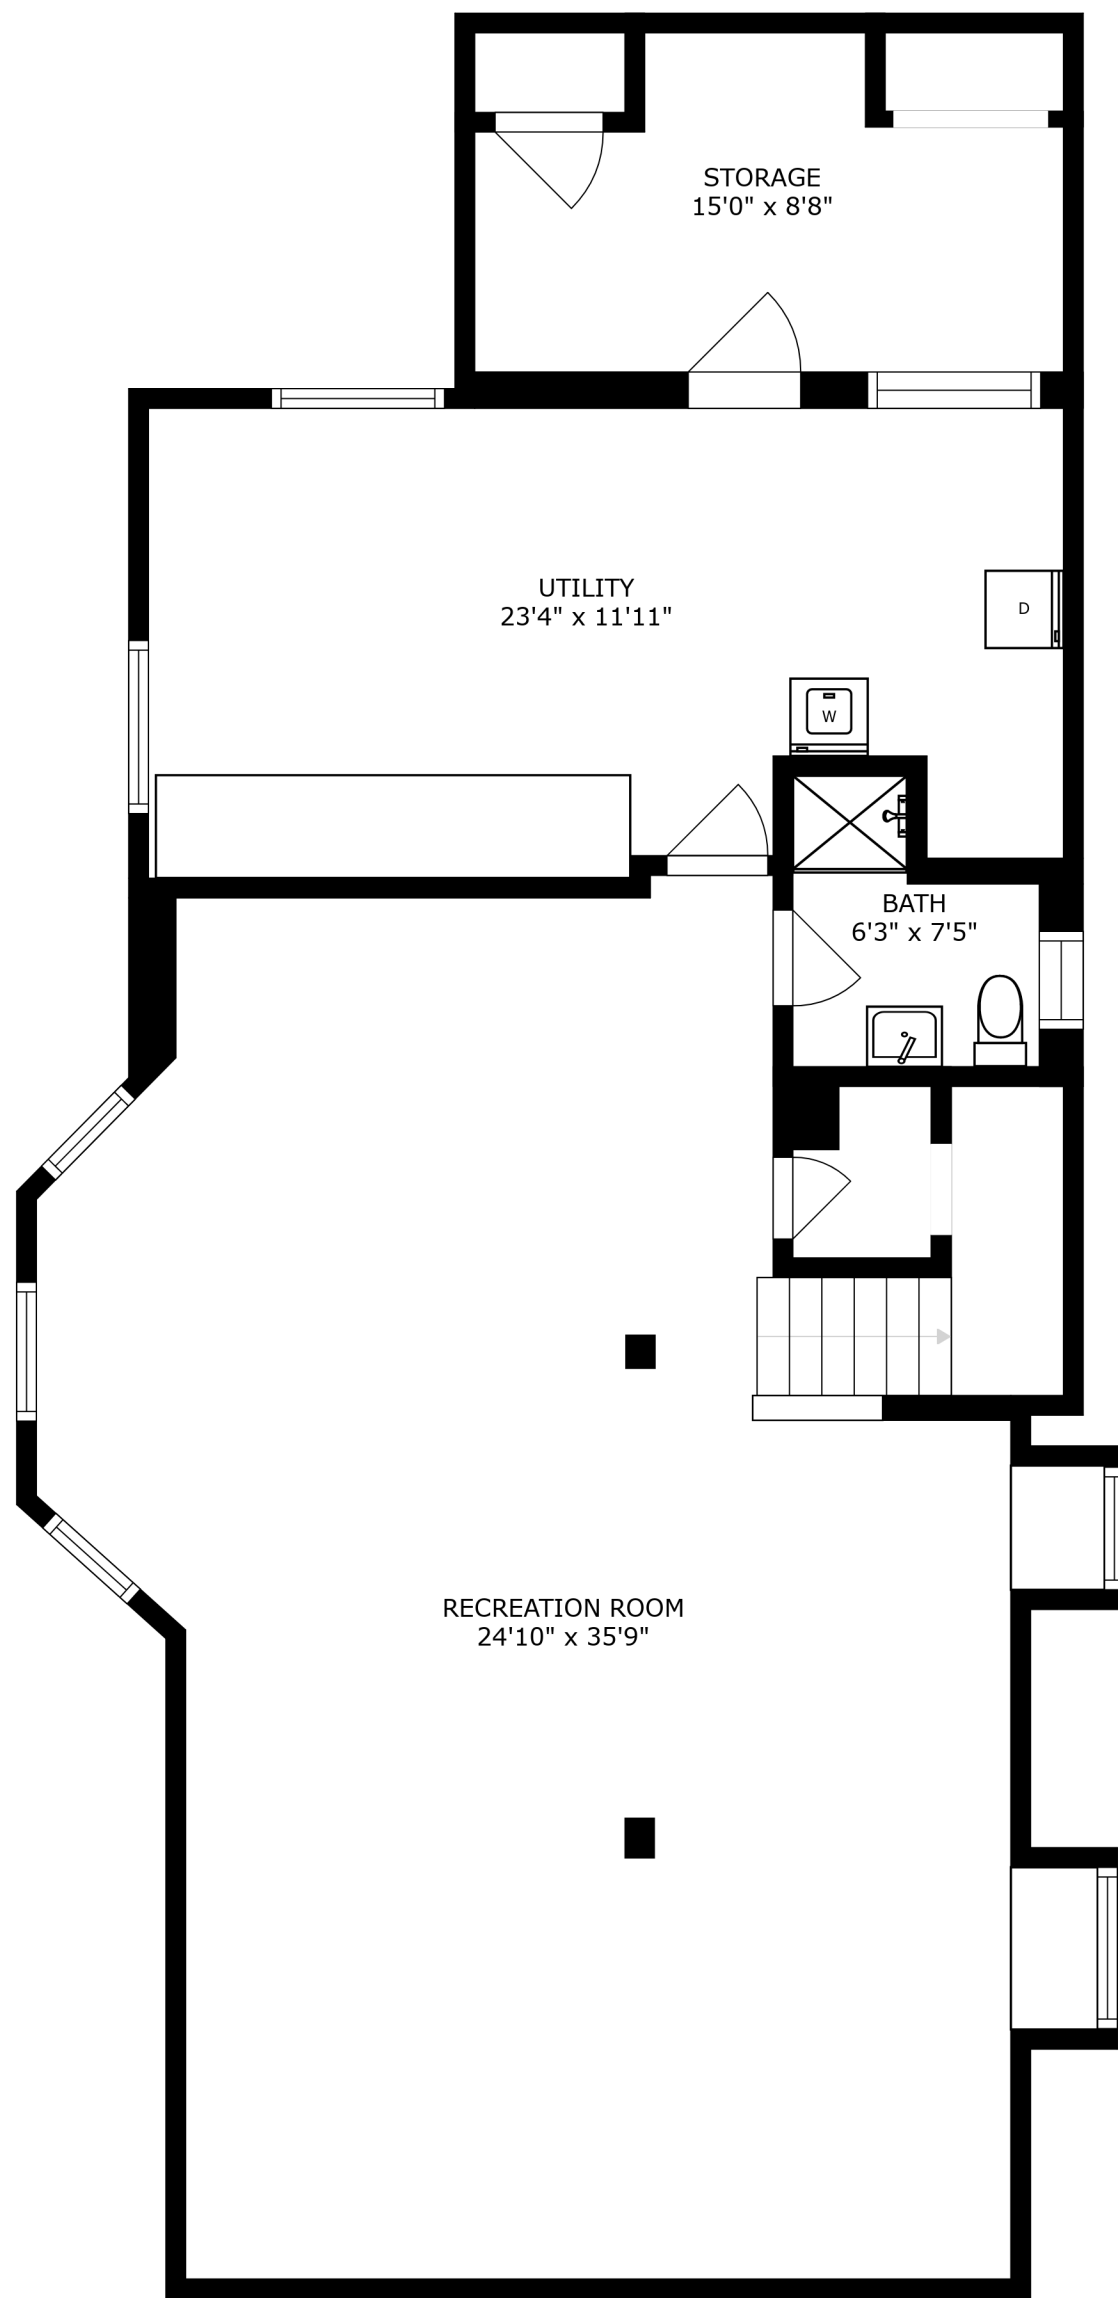 STORAGE
15'0" x 8'8"
UTILITY
23'4" x 11'11"
D
W
BATH
6'3" x 7'5"
RECREATION ROOM
24'10" x 35'9"